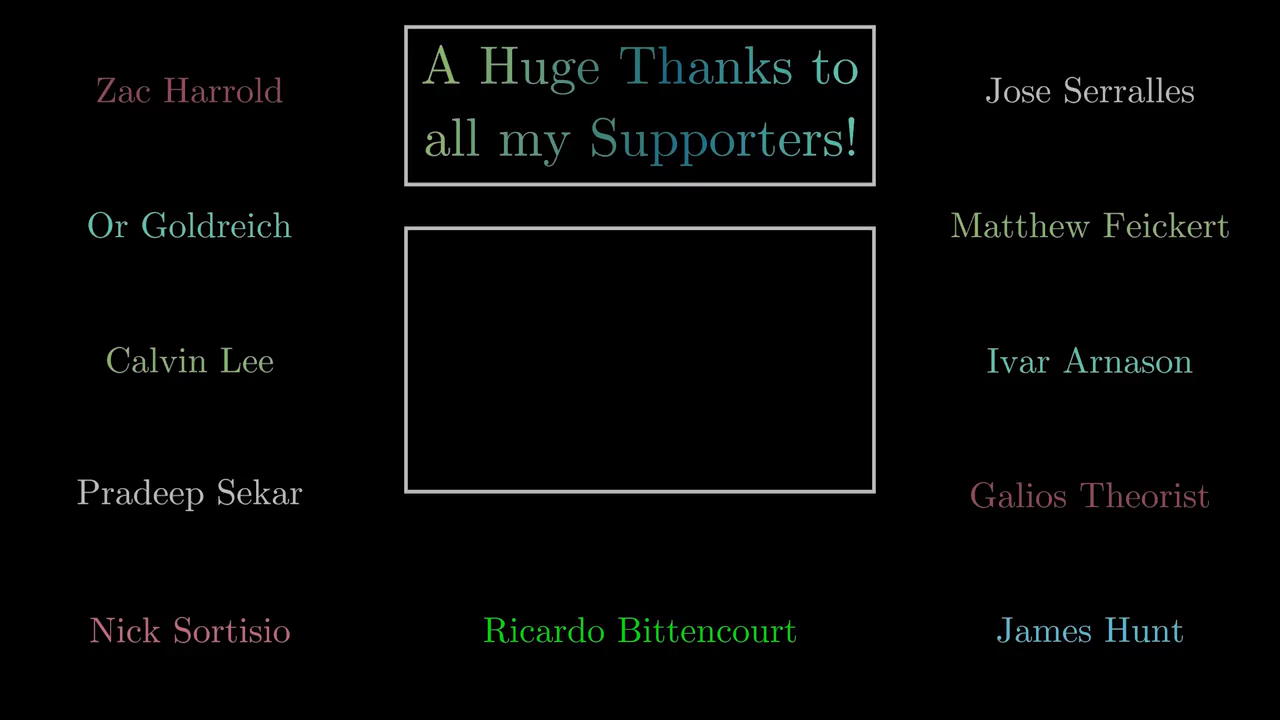 A Huge Thanks to
all my Supporters!
Zac Harrold
Jose Serralles
Or Goldreich
Matthew Feickert
Calvin Lee
Ivar Arnason
Pradeep Sekar
Galios Theorist
Nick Sortisio
Ricardo Bittencourt
James Hunt